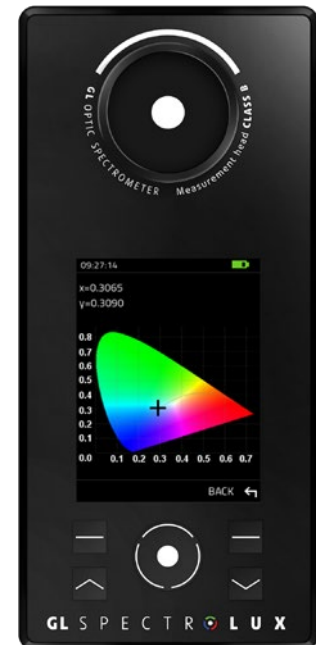 GL OPTIC SPECTROMETER Measurement head CLASS B
09:27:14
x=0.3065
y=0.3090
0.8
0.7
0.6
0.5
0.4
0.3
0.2
0.1
0.0 0.1 0.2 0.3 0.4 0.5 0.6 0.7
BACK
GL SPECTROLUX